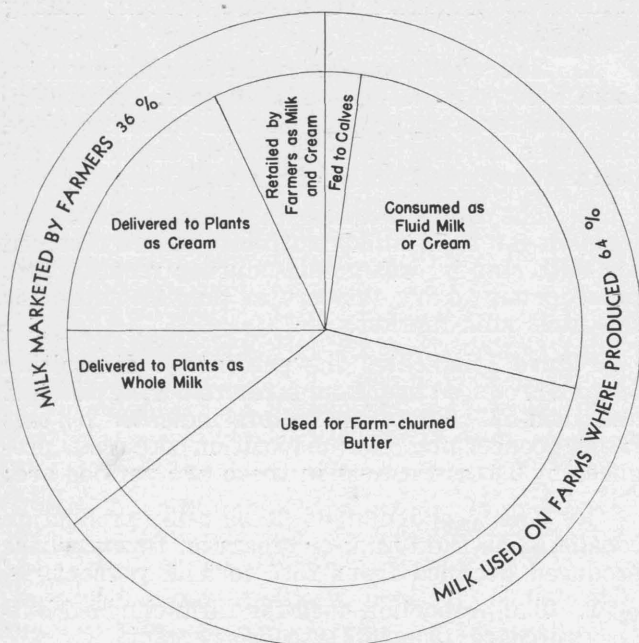 MILK MARKETED BY FARMERS 36 %
Retailed by
Farmers as Milk
and Cream
Fed to Calves
Consumed as
Fluid Milk
or Cream
Delivered to Plants
as Cream
Delivered to Plants as
Whole Milk
Used for Farm-churned
Butter
MILK USED ON FARMS WHERE PRODUCED 64 %